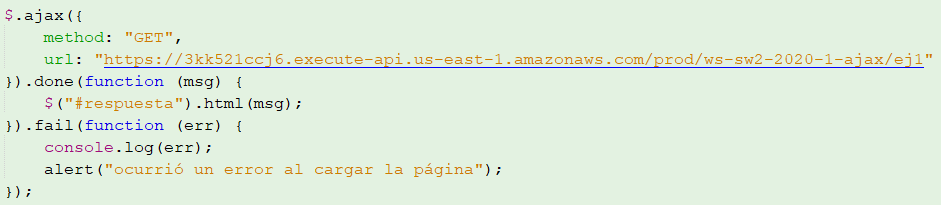 $.ajax({
    method: "GET",
    url: "https://3kk521ccj6.execute-api.us-east-1.amazonaws.com/prod/ws-sw2-2020-1-ajax/ej1"
}).done(function (msg) {
    $("#respuesta").html(msg);
}).fail(function (err) {
    console.log(err);
    alert("ocurrió un error al cargar la página");
});